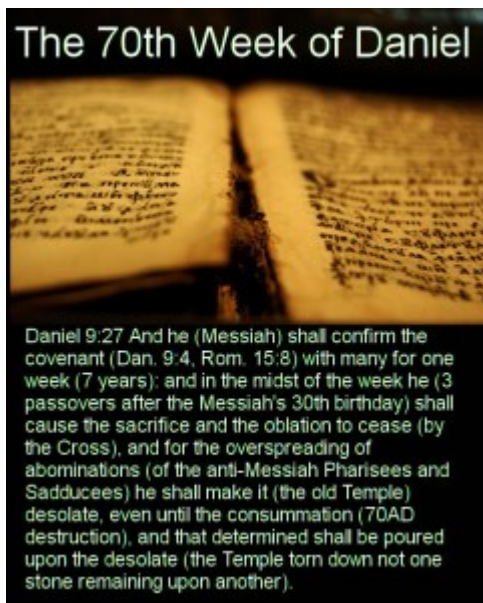 The 70th Week of Daniel
Daniel 9:27 And he (Messiah) shall confirm the
covenant (Dan. 9:4, Rom. 15:8) with many for one
week (7 years): and in the midst of the week he (3
passovers after the Messiah's 30th birthday) shall
cause the sacrifice and the oblation to cease (by
the Cross), and for the overspreading of
abominations (of the anti-Messiah Pharisees and
Sadducees) he shall make it (the old Temple)
desolate, even until the consummation (70AD
destruction), and that determined shall be poured
upon the desolate (the Temple torn down not one
stone remaining upon another).